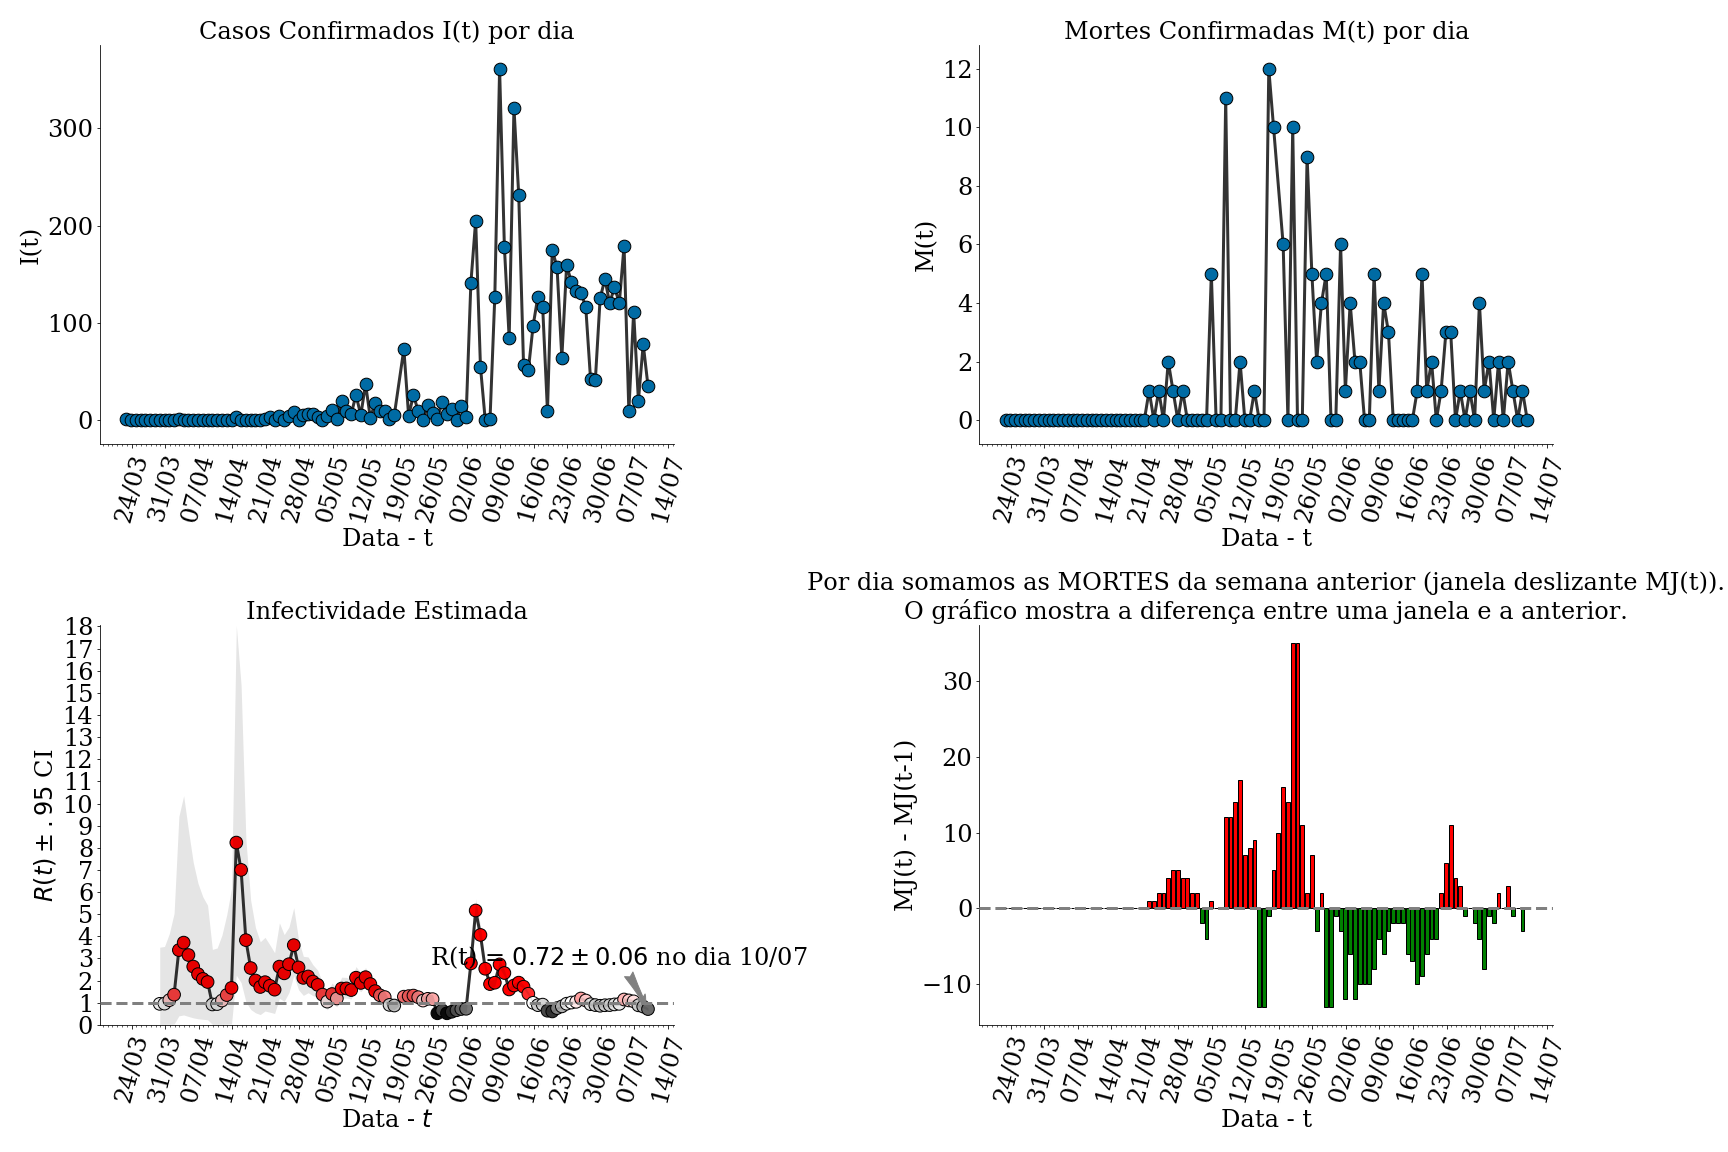 Casos Confirmados I(t) por dia
I(t)
300
200
100
0
24/03 31/03 07/04 14/04 21/04 28/04 05/05 12/05 19/05 26/05 02/06 09/06 16/06 23/06 30/06 07/07 14/07
Data - t
Mortes Confirmadas M(t) por dia
M(t)
12
10
8
6
4
2
0
24/03 31/03 07/04 14/04 21/04 28/04 05/05 12/05 19/05 26/05 02/06 09/06 16/06 23/06 30/06 07/07 14/07
Data - t
Infectividade Estimada
R(t) ± .95 CI
18
17
16
15
14
13
12
11
10
9
8
7
6
5
4
3
2
1
0
R(t) = 0.72 ± 0.06 no dia 10/07
24/03 31/03 07/04 14/04 21/04 28/04 05/05 12/05 19/05 26/05 02/06 09/06 16/06 23/06 30/06 07/07 14/07
Data - t
Por dia somamos as MORTES da semana anterior (janela deslizante MJ(t)).
O gráfico mostra a diferença entre uma janela e a anterior.
MJ(t) - MJ(t-1)
30
20
10
0
−10
24/03 31/03 07/04 14/04 21/04 28/04 05/05 12/05 19/05 26/05 02/06 09/06 16/06 23/06 30/06 07/07 14/07
Data - t